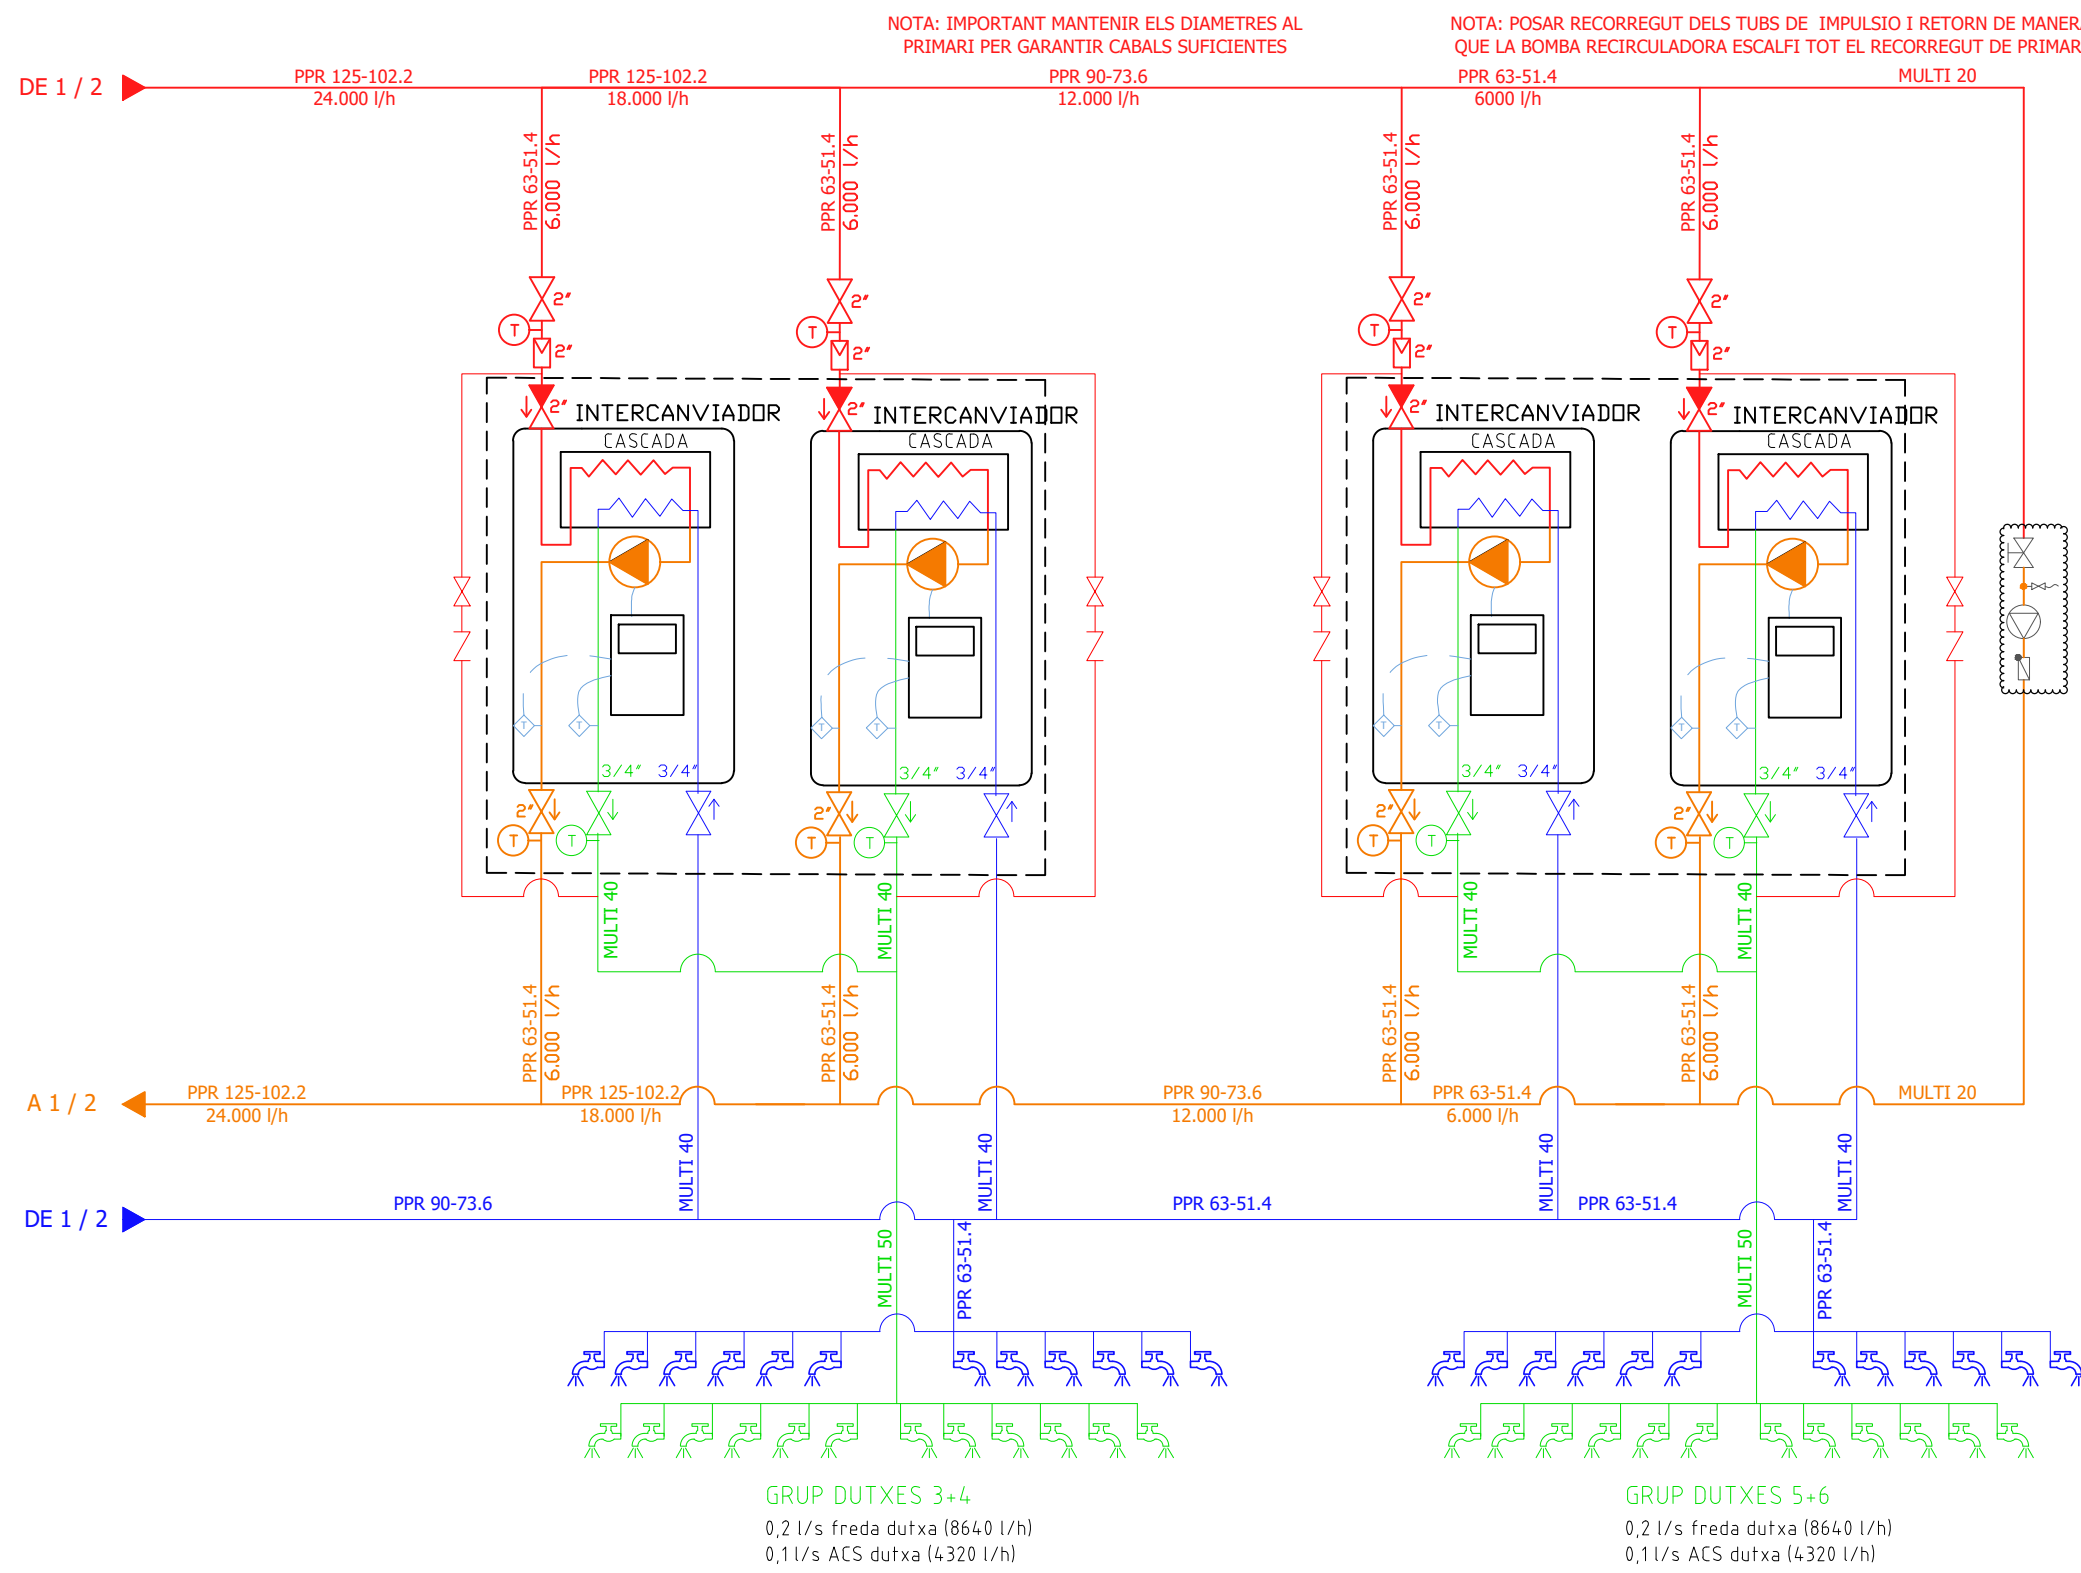 NOTA: IMPORTANT MANTENIR ELS DIAMETRES AL
PRIMARI PER GARANTIR CABALS SUFICIENTES
NOTA: POSAR RECORREGUT DELS TUBS DE IMPULSIO I RETORN DE MANER
QUE LA BOMBA RECIRCULADORA ESCALFI TOT EL RECORREGUT DE PRIMAR
DE 1 / 2
PPR 125-102.2
24.000 l/h
PPR 125-102.2
18.000 l/h
PPR 90-73.6
12.000 l/h
PPR 63-51.4
6000 l/h
MULTI 20
PPR 63-51.4
6.000 l/h
PPR 63-51.4
6.000 l/h
PPR 63-51.4
6.000 l/h
PPR 63-51.4
6.000 l/h
2"
2"
2"
2"
T
T
T
T
2"
2"
2"
2"
2"
INTERCANVIADOR
2"
INTERCANVIADOR
2"
INTERCANVIADOR
2"
INTERCANVIADOR
CASCADA
CASCADA
CASCADA
CASCADA
T
T
T
T
T
T
T
T
3/4"
3/4"
3/4"
3/4"
3/4"
3/4"
3/4"
3/4"
2"
2"
2"
2"
T
T
T
T
T
T
T
T
MULTI 40
MULTI 40
MULTI 40
MULTI 40
PPR 63-51.4
6.000 l/h
PPR 63-51.4
6.000 l/h
PPR 63-51.4
6.000 l/h
PPR 63-51.4
6.000 l/h
A 1 / 2
PPR 125-102.2
24.000 l/h
PPR 125-102.2
18.000 l/h
PPR 90-73.6
12.000 l/h
PPR 63-51.4
6.000 l/h
MULTI 20
MULTI 40
MULTI 40
MULTI 40
MULTI 40
DE 1 / 2
PPR 90-73.6
PPR 63-51.4
PPR 63-51.4
MULTI 50
PPR 63-51.4
MULTI 50
PPR 63-51.4
GRUP DUTXES 3+4
0,2 l/s freda dutxa (8640 l/h)
0,1 l/s ACS dutxa (4320 l/h)
GRUP DUTXES 5+6
0,2 l/s freda dutxa (8640 l/h)
0,1 l/s ACS dutxa (4320 l/h)